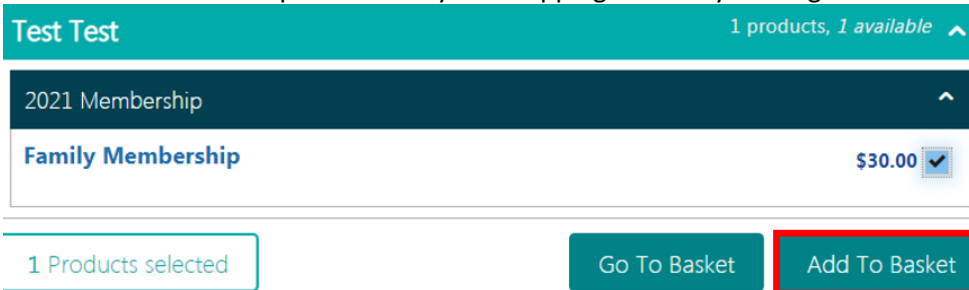 Test Test
1 products, 1 available
2021 Membership
Family Membership
$30.00
1 Products selected
Go To Basket
Add To Basket